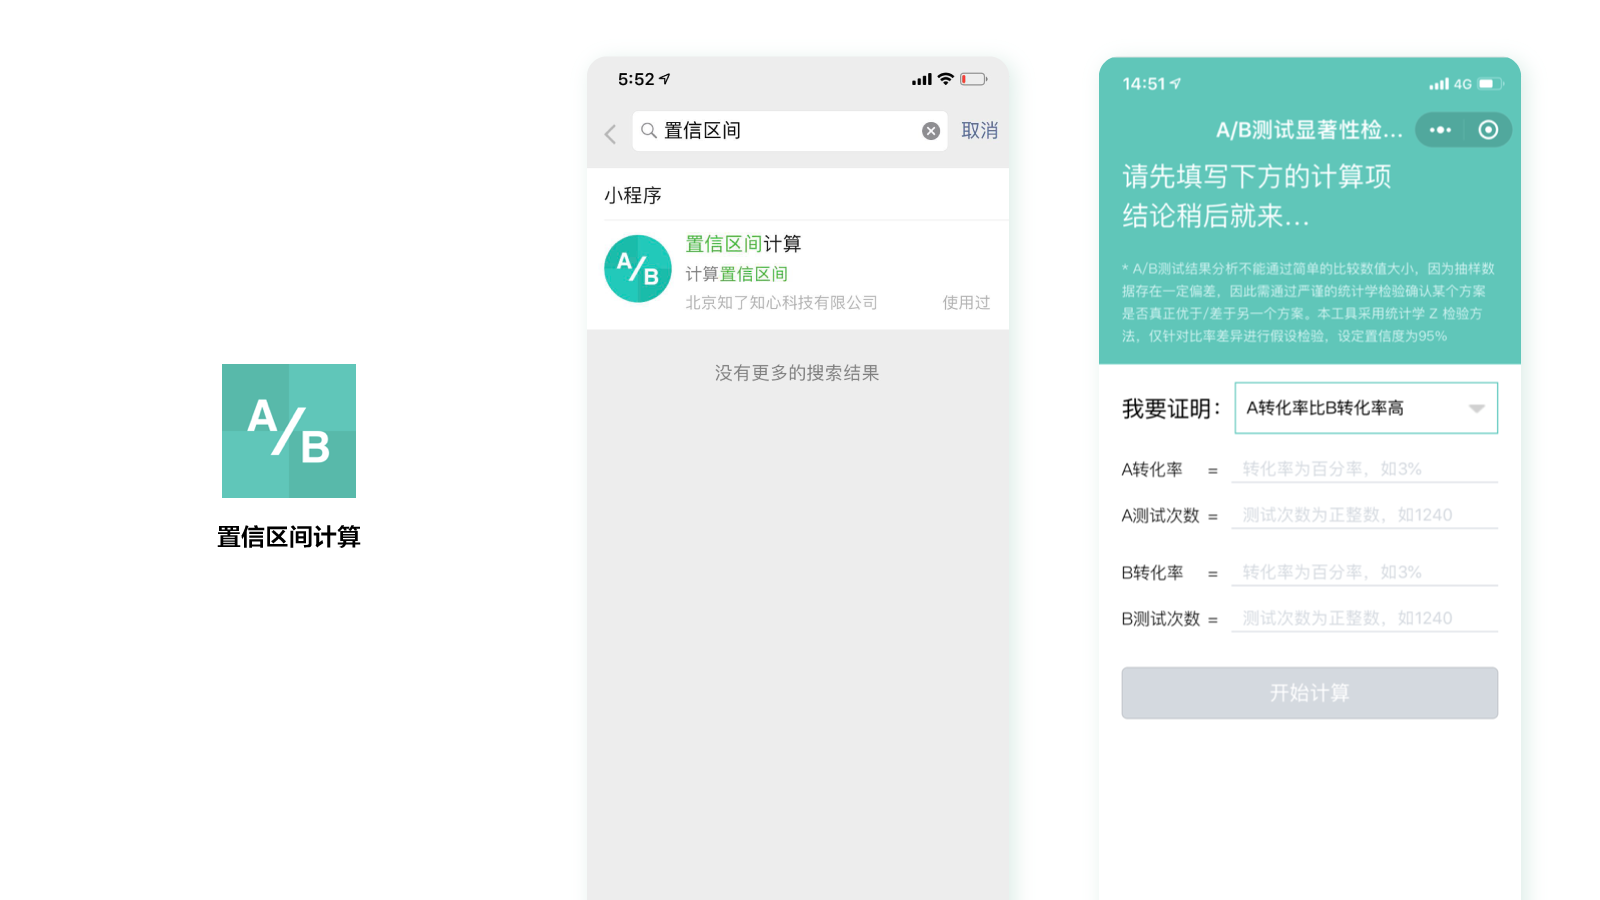 A/B
置信区间计算
5:52
置信区间
取消
小程序
A/B
置信区间计算
计算置信区间
北京知了知心科技有限公司
使用过
没有更多的搜索结果
14:51
4G
A/B测试显著性检...
请先填写下方的计算项
结论稍后就来...
* A/B测试结果分析不能通过简单的比较数值大小，因为抽样数
据存在一定偏差，因此需通过严谨的统计学检验确认某个方案
是否真正优于/差于另一个方案。本工具采用统计学 Z 检验方
法，仅针对比率差异进行假设检验，设定置信度为95%
我要证明：
A转化率比B转化率高
A转化率 = 转化率为百分率，如3%
A测试次数 = 测试次数为正整数，如1240
B转化率 = 转化率为百分率，如3%
B测试次数 = 测试次数为正整数，如1240
开始计算